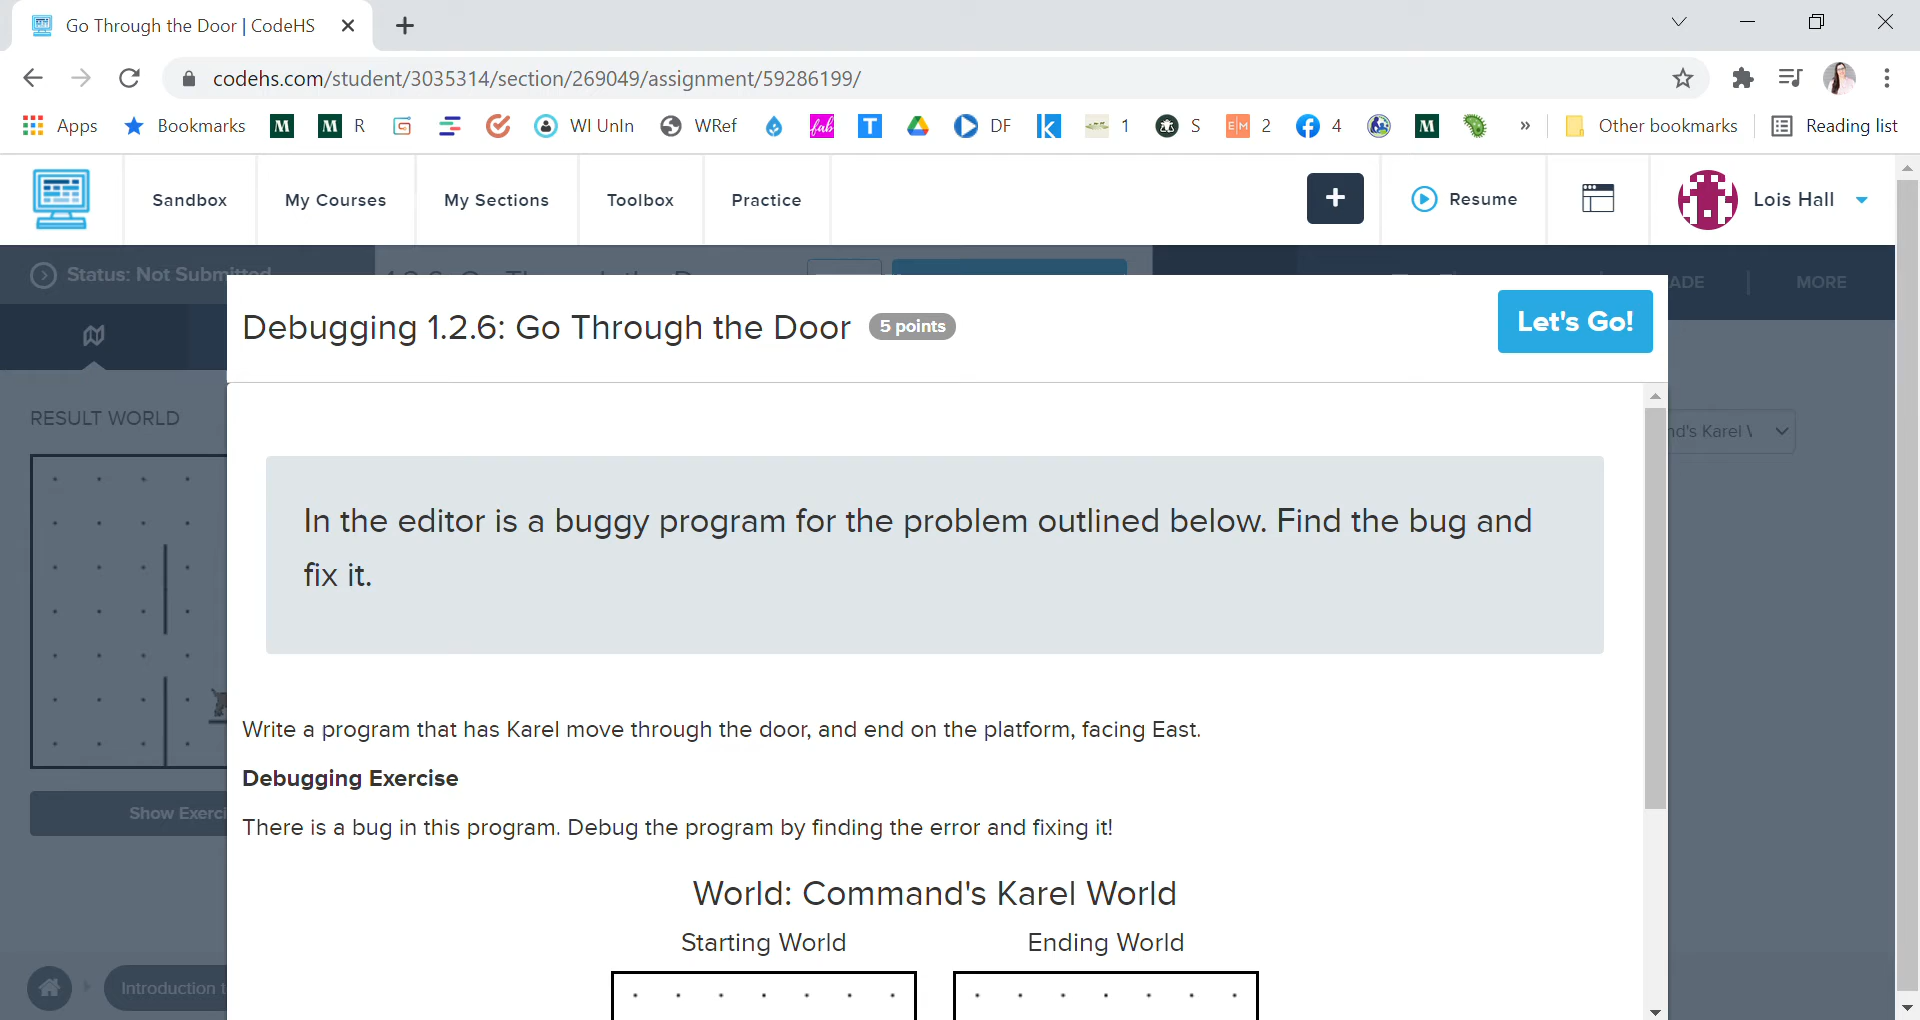 Go Through the Door | CodeHS
codehs.com/student/3035314/section/269049/assignment/59286199/
Apps Bookmarks M M R WI UnIn WRef fab T DF K 1 S E|M 2 4 M » Other bookmarks Reading list
Sandbox My Courses My Sections Toolbox Practice + Resume Lois Hall
Status: Not Submitted
ADE MORE
Debugging 1.2.6: Go Through the Door 5 points Let's Go!
RESULT WORLD
nd's Karel
In the editor is a buggy program for the problem outlined below. Find the bug and
fix it.
Write a program that has Karel move through the door, and end on the platform, facing East.
Debugging Exercise
Show Exerci
There is a bug in this program. Debug the program by finding the error and fixing it!
World: Command's Karel World
Starting World Ending World
Introduction t